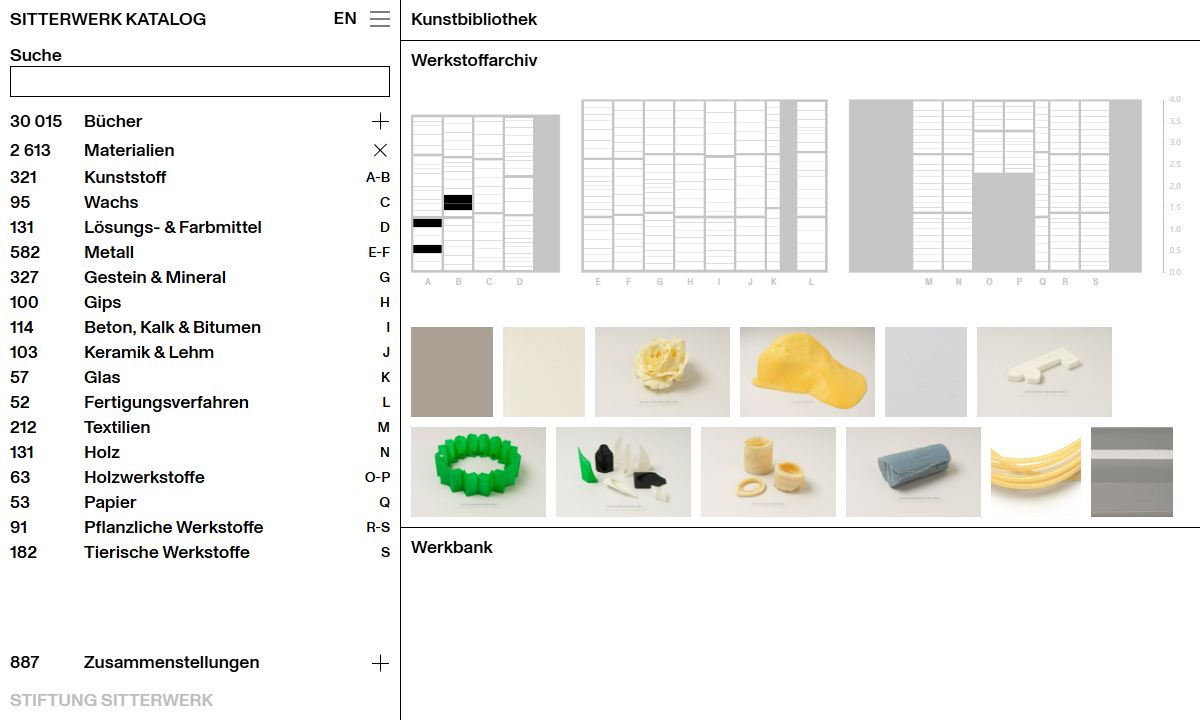 SITTERWERK KATALOG
EN
Suche
30 015 Bücher
2 613 Materialien
321 Kunststoff A-B
95 Wachs C
131 Lösungs- & Farbmittel D
582 Metall E-F
327 Gestein & Mineral G
100 Gips H
114 Beton, Kalk & Bitumen I
103 Keramik & Lehm J
57 Glas K
52 Fertigungsverfahren L
212 Textilien M
131 Holz N
63 Holzwerkstoffe O-P
53 Papier Q
91 Pflanzliche Werkstoffe R-S
182 Tierische Werkstoffe S
887 Zusammenstellungen
STIFTUNG SITTERWERK
Kunstbibliothek
Werkstoffarchiv
4.0
3.5
3.0
2.5
2.0
1.5
1.0
0.5
0.0
A B C D E F G H I J K L M N O P Q R S
Werkbank